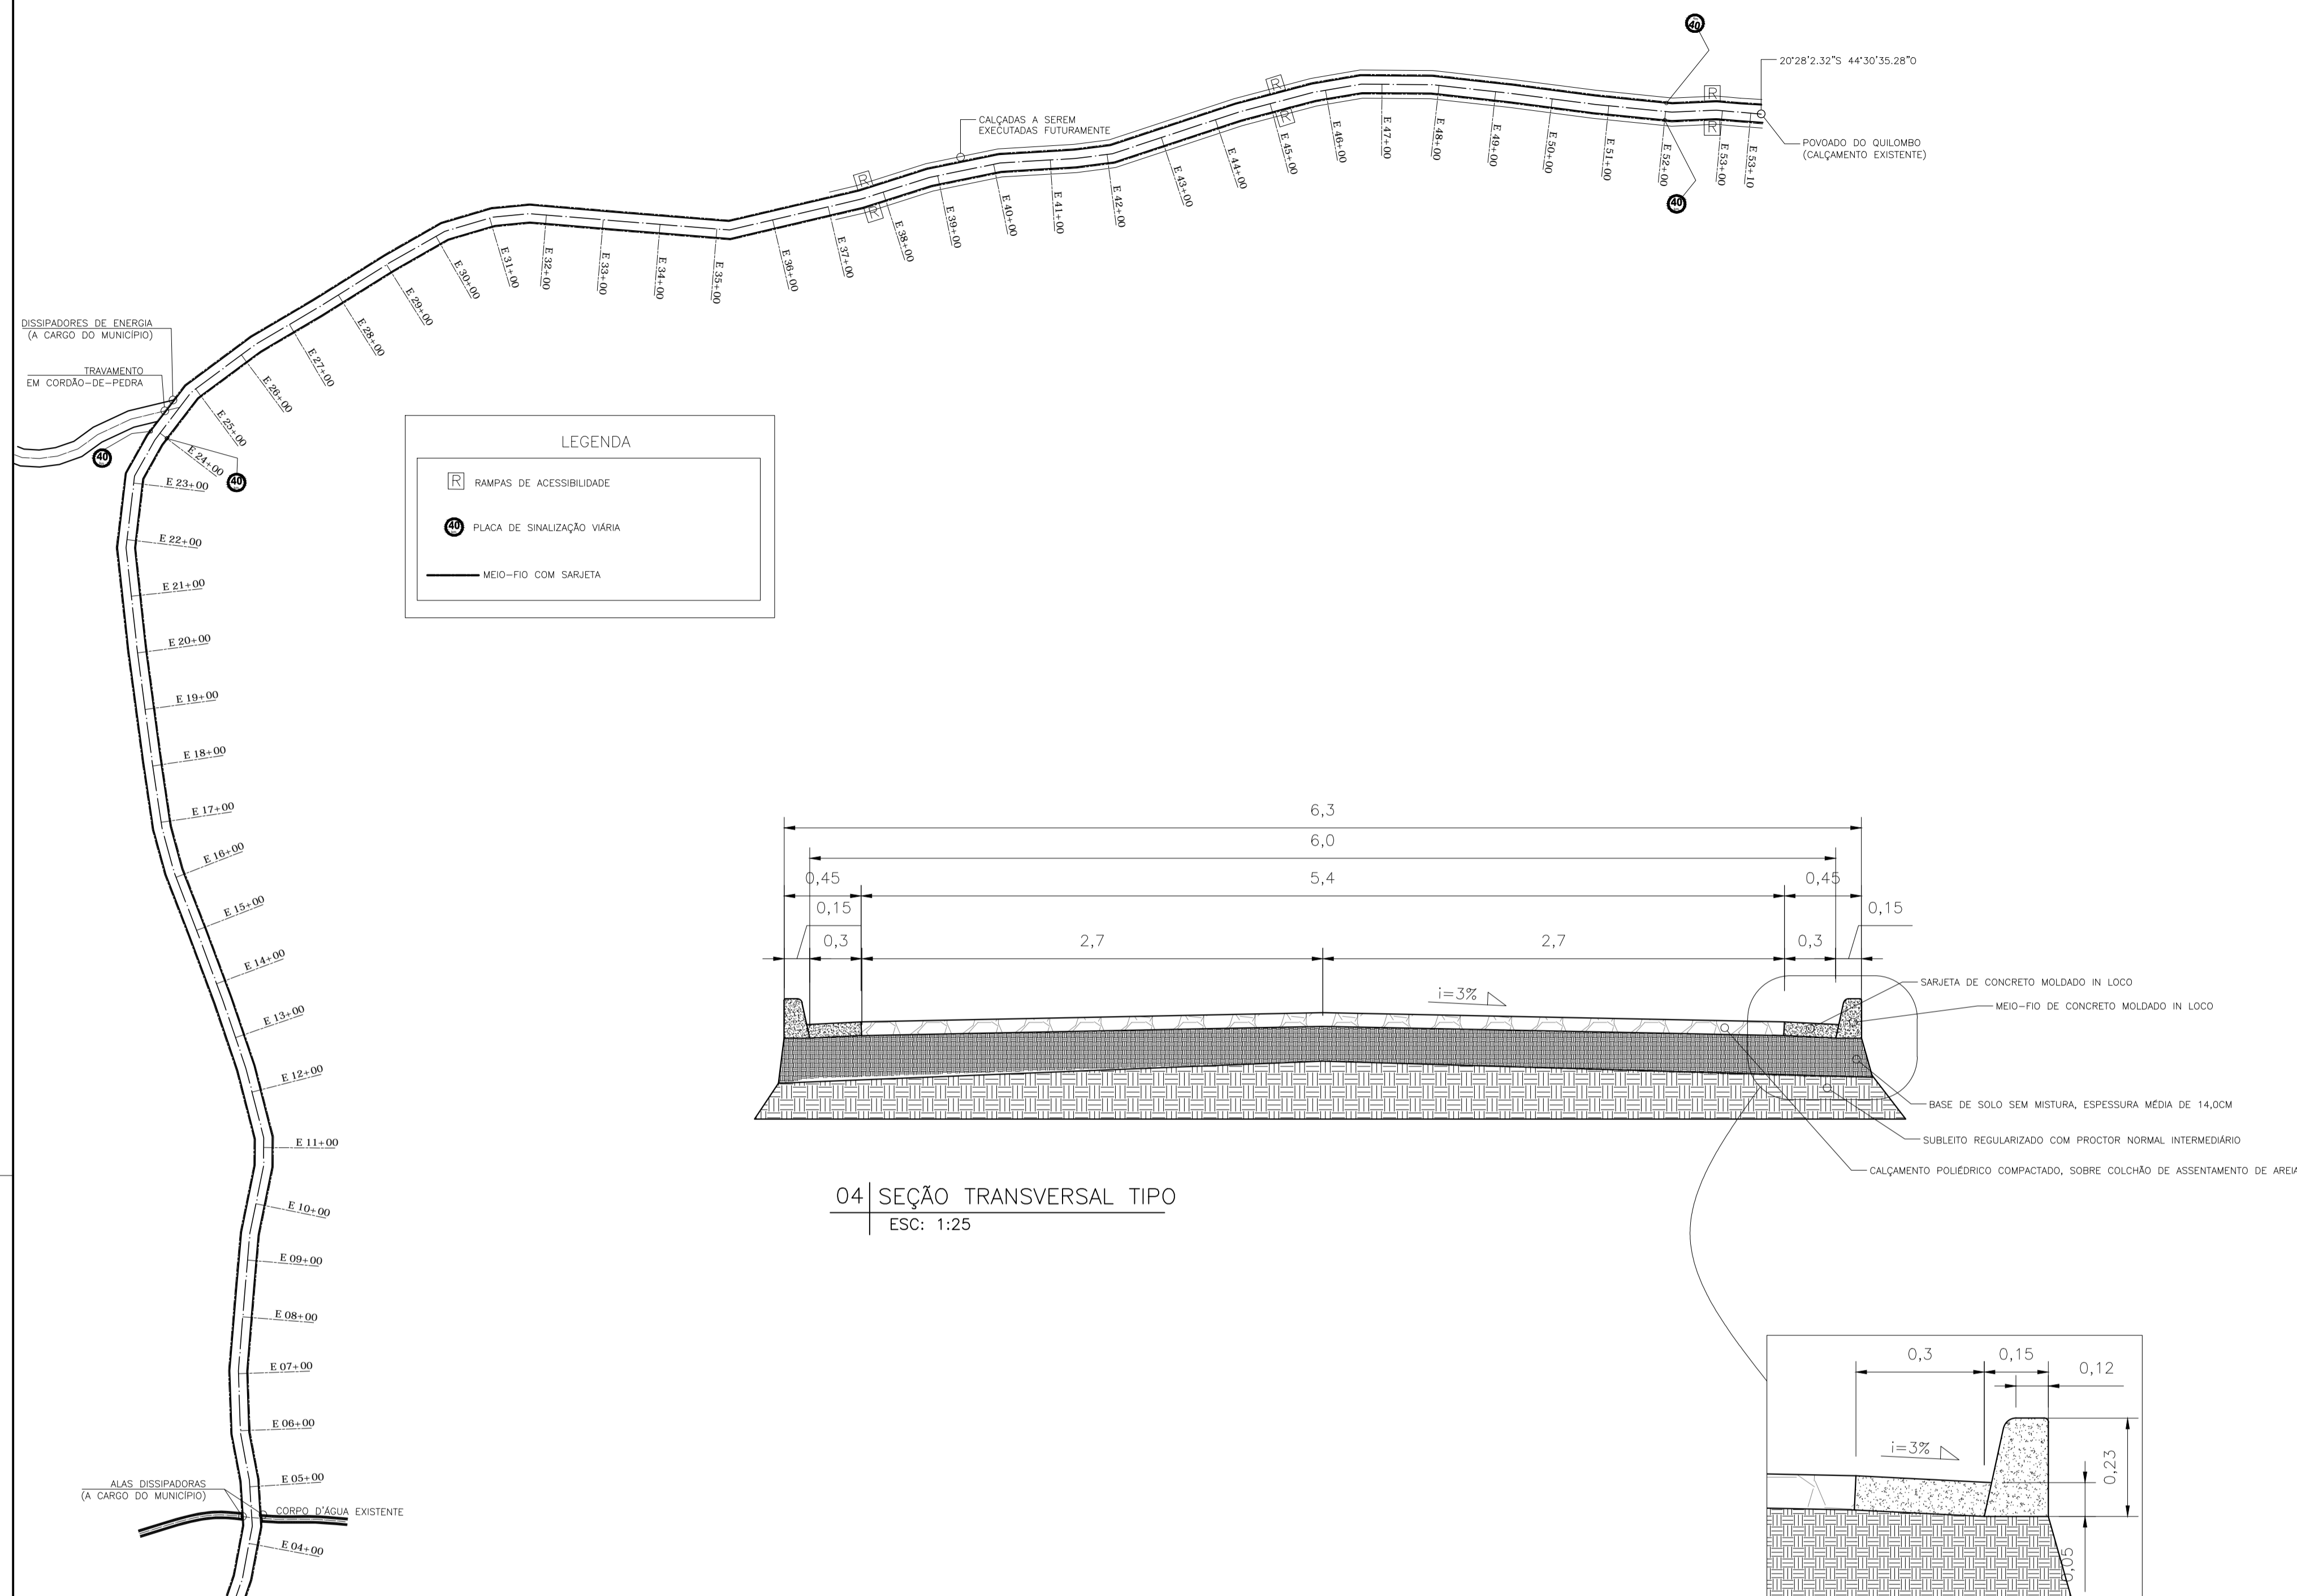 40
20°28'2.32"S 44°30'35.28"O
CALÇADAS A SEREM
EXECUTADAS FUTURAMENTE
POVOADO DO QUILOMBO
(CALÇAMENTO EXISTENTE)
R
R
R
R
R
R
40
E 53+10
E 53+00
E 52+00
E 51+00
E 50+00
E 49+00
E 48+00
E 47+00
E 46+00
E 45+00
E 44+00
E 43+00
E 42+00
E 41+00
E 40+00
E 39+00
E 38+00
E 37+00
E 36+00
E 35+00
E 34+00
E 33+00
E 32+00
E 31+00
E 30+00
E 29+00
E 28+00
E 27+00
E 26+00
E 25+00
E 24+00
DISSIPADORES DE ENERGIA
(A CARGO DO MUNICÍPIO)
TRAVAMENTO
EM CORDÃO-DE-PEDRA
40
40
E 23+00
E 22+00
E 21+00
E 20+00
E 19+00
E 18+00
E 17+00
E 16+00
E 15+00
E 14+00
E 13+00
E 12+00
E 11+00
E 10+00
E 09+00
E 08+00
E 07+00
E 06+00
E 05+00
ALAS DISSIPADORAS
(A CARGO DO MUNICÍPIO)
CORPO D'ÁGUA EXISTENTE
E 04+00
LEGENDA
R RAMPAS DE ACESSIBILIDADE
40 PLACA DE SINALIZAÇÃO VIÁRIA
MEIO-FIO COM SARJETA
6,3
6,0
0,45 5,4 0,45
0,15 0,15
0,3 2,7 2,7 0,3
i=3%
SARJETA DE CONCRETO MOLDADO IN LOCO
MEIO-FIO DE CONCRETO MOLDADO IN LOCO
BASE DE SOLO SEM MISTURA, ESPESSURA MÉDIA DE 14,0CM
SUBLEITO REGULARIZADO COM PROCTOR NORMAL INTERMEDIÁRIO
CALÇAMENTO POLIÉDRICO COMPACTADO, SOBRE COLCHÃO DE ASSENTAMENTO DE AREIA
04 SEÇÃO TRANSVERSAL TIPO
ESC: 1:25
0,3 0,15
0,12
i=3%
0,23
0,05